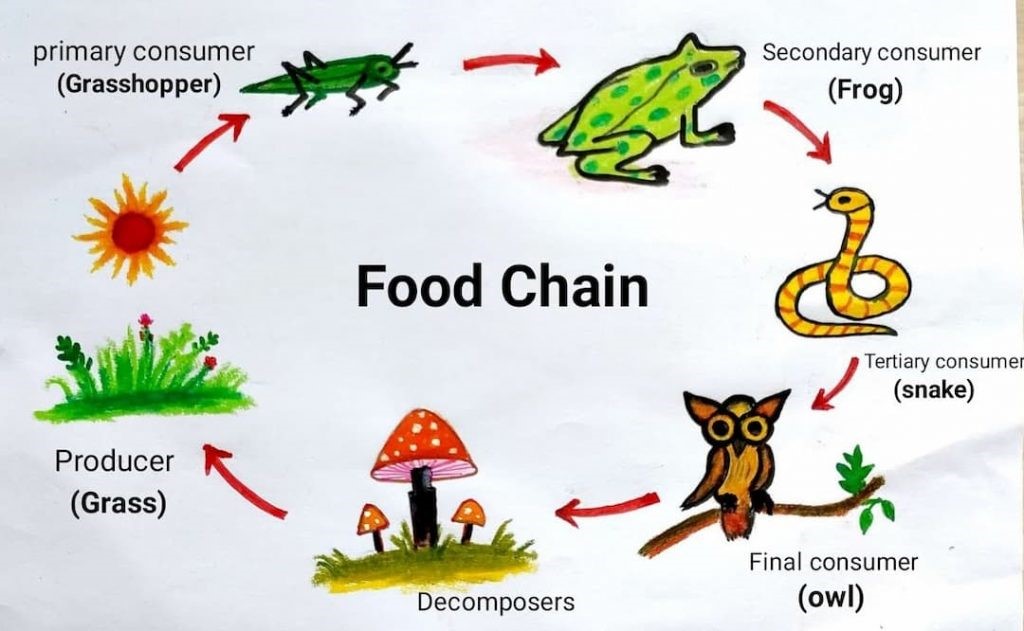 primary consumer
(Grasshopper)
Secondary consumer
(Frog)
Food Chain
Tertiary consumer
(snake)
Producer
(Grass)
Final consumer
(owl)
Decomposers